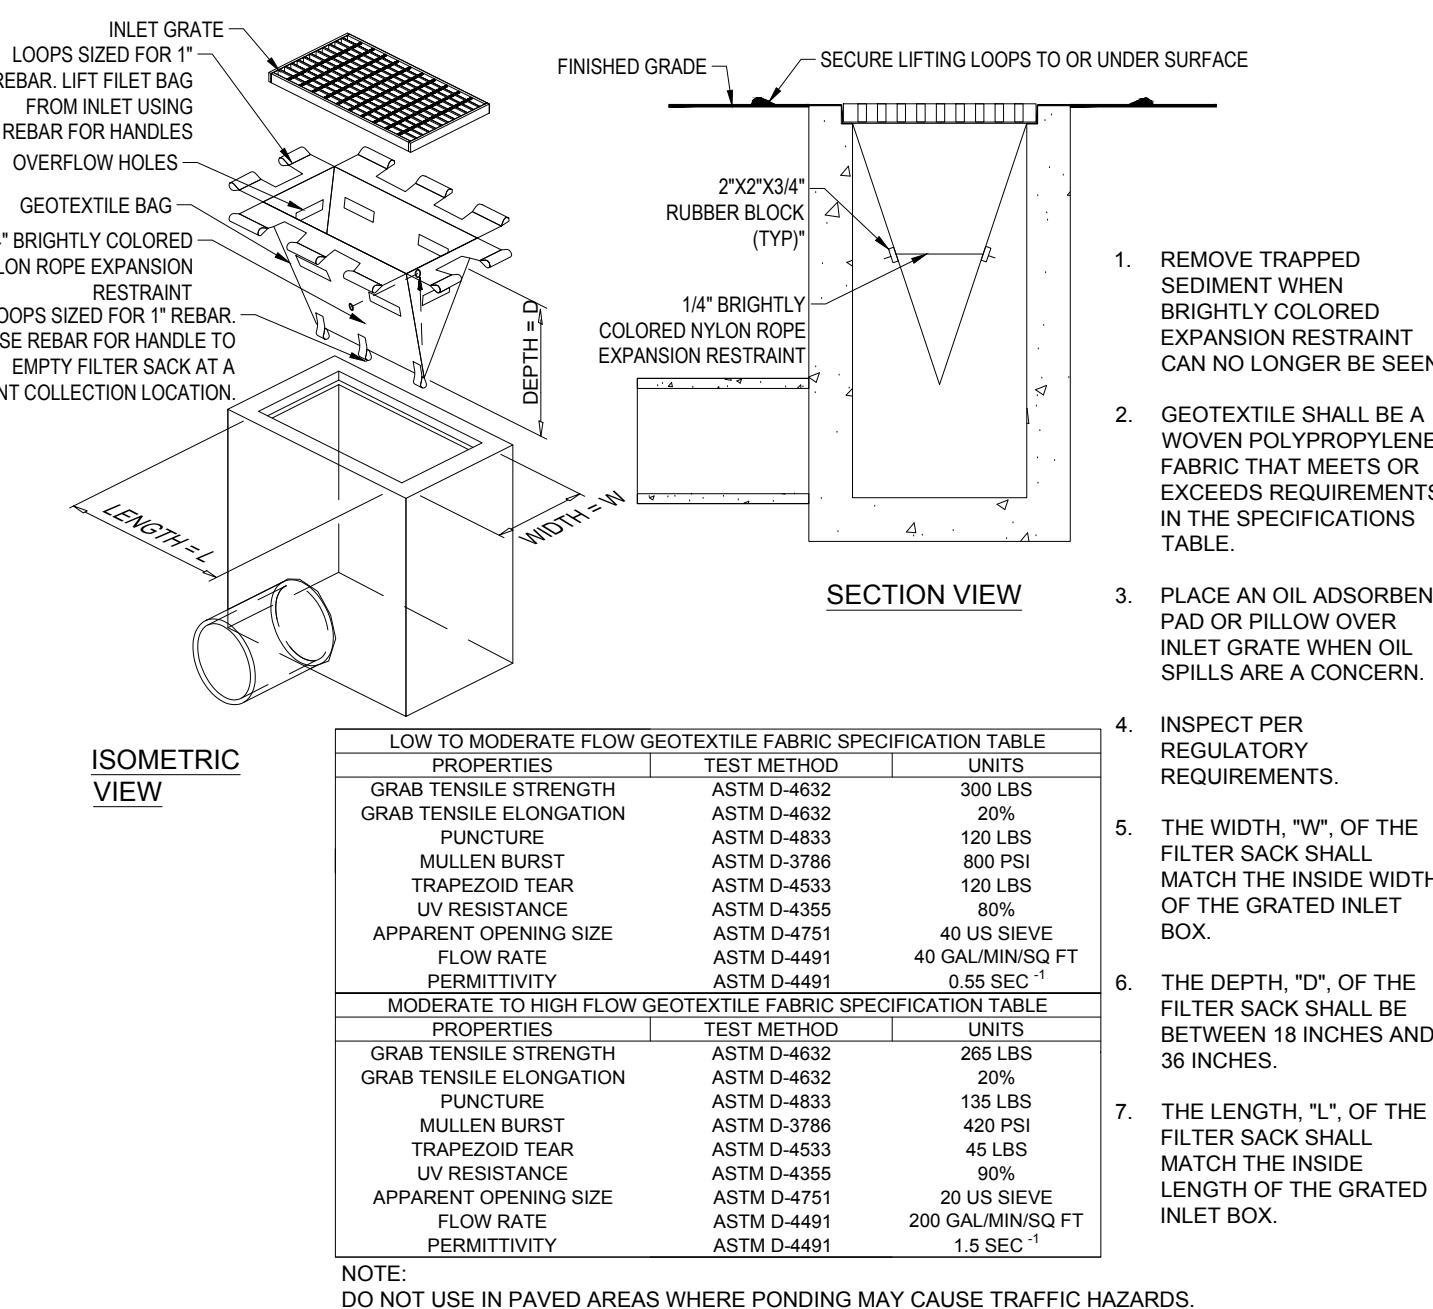 INLET GRATE
LOOPS SIZED FOR 1"
REBAR. LIFT FILET BAG
FROM INLET USING
REBAR FOR HANDLES
OVERFLOW HOLES
GEOTEXTILE BAG
BRIGHTLY COLORED
ROPE EXPANSION
RESTRAINT
LOOPS SIZED FOR 1" REBAR.
REBAR FOR HANDLE TO
EMPTY FILTER SACK AT A
COLLECTION LOCATION.
DEPTH = D
LENGTH = L
WIDTH = W
ISOMETRIC
VIEW
FINISHED GRADE
SECURE LIFTING LOOPS TO OR UNDER SURFACE
2"X2"X3/4"
RUBBER BLOCK
(TYP)"
1/4" BRIGHTLY
COLORED NYLON ROPE
EXPANSION RESTRAINT
SECTION VIEW
LOW TO MODERATE FLOW GEOTEXTILE FABRIC SPECIFICATION TABLE
PROPERTIES TEST METHOD UNITS
GRAB TENSILE STRENGTH ASTM D-4632 300 LBS
GRAB TENSILE ELONGATION ASTM D-4632 20%
PUNCTURE ASTM D-4833 120 LBS
MULLEN BURST ASTM D-3786 800 PSI
TRAPEZOID TEAR ASTM D-4533 120 LBS
UV RESISTANCE ASTM D-4355 80%
APPARENT OPENING SIZE ASTM D-4751 40 US SIEVE
FLOW RATE ASTM D-4491 40 GAL/MIN/SQ FT
PERMITTIVITY ASTM D-4491 0.55 SEC -1
MODERATE TO HIGH FLOW GEOTEXTILE FABRIC SPECIFICATION TABLE
PROPERTIES TEST METHOD UNITS
GRAB TENSILE STRENGTH ASTM D-4632 265 LBS
GRAB TENSILE ELONGATION ASTM D-4632 20%
PUNCTURE ASTM D-4833 135 LBS
MULLEN BURST ASTM D-3786 420 PSI
TRAPEZOID TEAR ASTM D-4533 45 LBS
UV RESISTANCE ASTM D-4355 90%
APPARENT OPENING SIZE ASTM D-4751 20 US SIEVE
FLOW RATE ASTM D-4491 200 GAL/MIN/SQ FT
PERMITTIVITY ASTM D-4491 1.5 SEC -1
NOTE:
DO NOT USE IN PAVED AREAS WHERE PONDING MAY CAUSE TRAFFIC HAZARDS.
1. REMOVE TRAPPED
SEDIMENT WHEN
BRIGHTLY COLORED
EXPANSION RESTRAINT
CAN NO LONGER BE SEEN
2. GEOTEXTILE SHALL BE A
WOVEN POLYPROPYLENE
FABRIC THAT MEETS OR
EXCEEDS REQUIREMENTS
IN THE SPECIFICATIONS
TABLE.
3. PLACE AN OIL ADSORBEN
PAD OR PILLOW OVER
INLET GRATE WHEN OIL
SPILLS ARE A CONCERN.
4. INSPECT PER
REGULATORY
REQUIREMENTS.
5. THE WIDTH, "W", OF THE
FILTER SACK SHALL
MATCH THE INSIDE WIDTH
OF THE GRATED INLET
BOX.
6. THE DEPTH, "D", OF THE
FILTER SACK SHALL BE
BETWEEN 18 INCHES AND
36 INCHES.
7. THE LENGTH, "L", OF THE
FILTER SACK SHALL
MATCH THE INSIDE
LENGTH OF THE GRATED
INLET BOX.